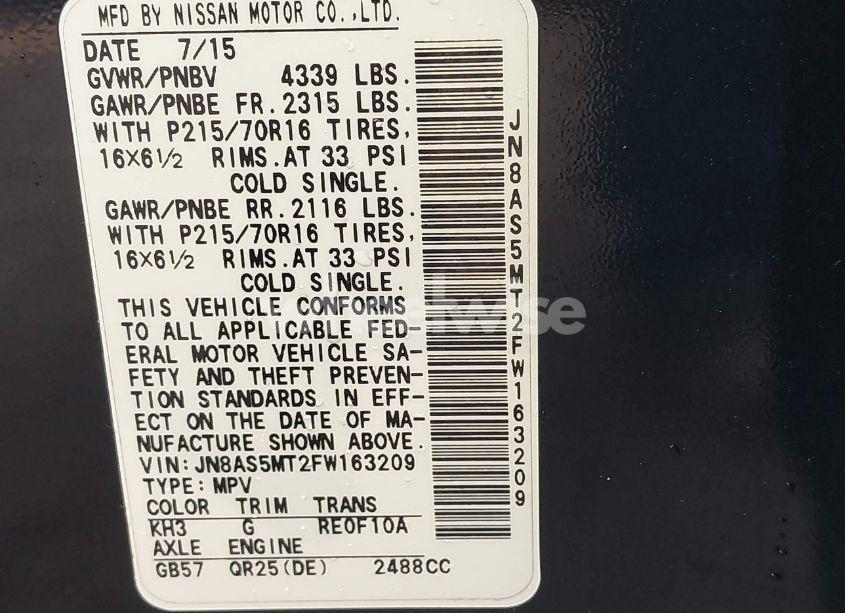 MFD BY NISSAN MOTOR CO.,LTD.
DATE 7/15
GVWR/PNBV 4339 LBS.
GAWR/PNBE FR. 2315 LBS.
WITH P215/70R16 TIRES,
16X6½ RIMS. AT 33 PSI
COLD SINGLE.
GAWR/PNBE RR. 2116 LBS.
WITH P215/70R16 TIRES,
16X6½ RIMS. AT 33 PSI
COLD SINGLE.
THIS VEHICLE CONFORMS
TO ALL APPLICABLE FED-
ERAL MOTOR VEHICLE SA-
FETY AND THEFT PREVEN-
TION STANDARDS IN EFF-
ECT ON THE DATE OF MA-
NUFACTURE SHOWN ABOVE.
VIN:JN8AS5MT2FW163209
TYPE:MPV
COLOR TRIM TRANS
KH3 G RE0F10A
AXLE ENGINE
GB57 QR25(DE) 2488CC
JN8AS5MT2FW163209